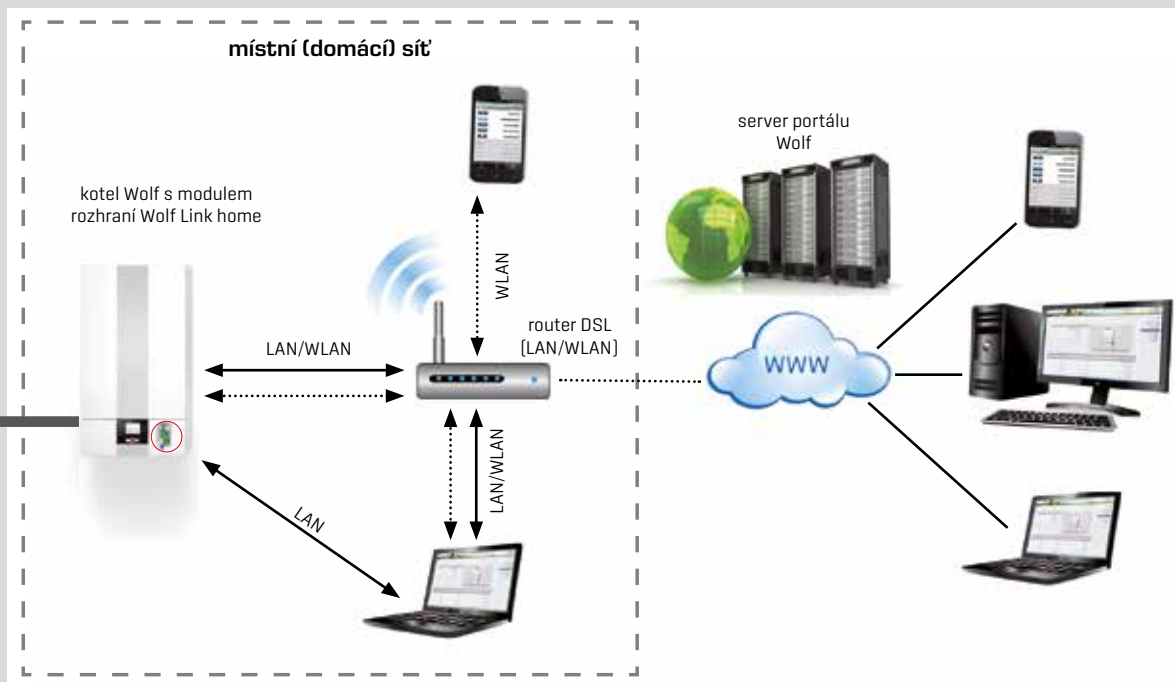 místní (domácí) síť
server portálu
Wolf
kotel Wolf s modulem
rozhraní Wolf Link home
WLAN
router DSL
(LAN/WLAN)
LAN/WLAN
WWW
LAN/WLAN
LAN